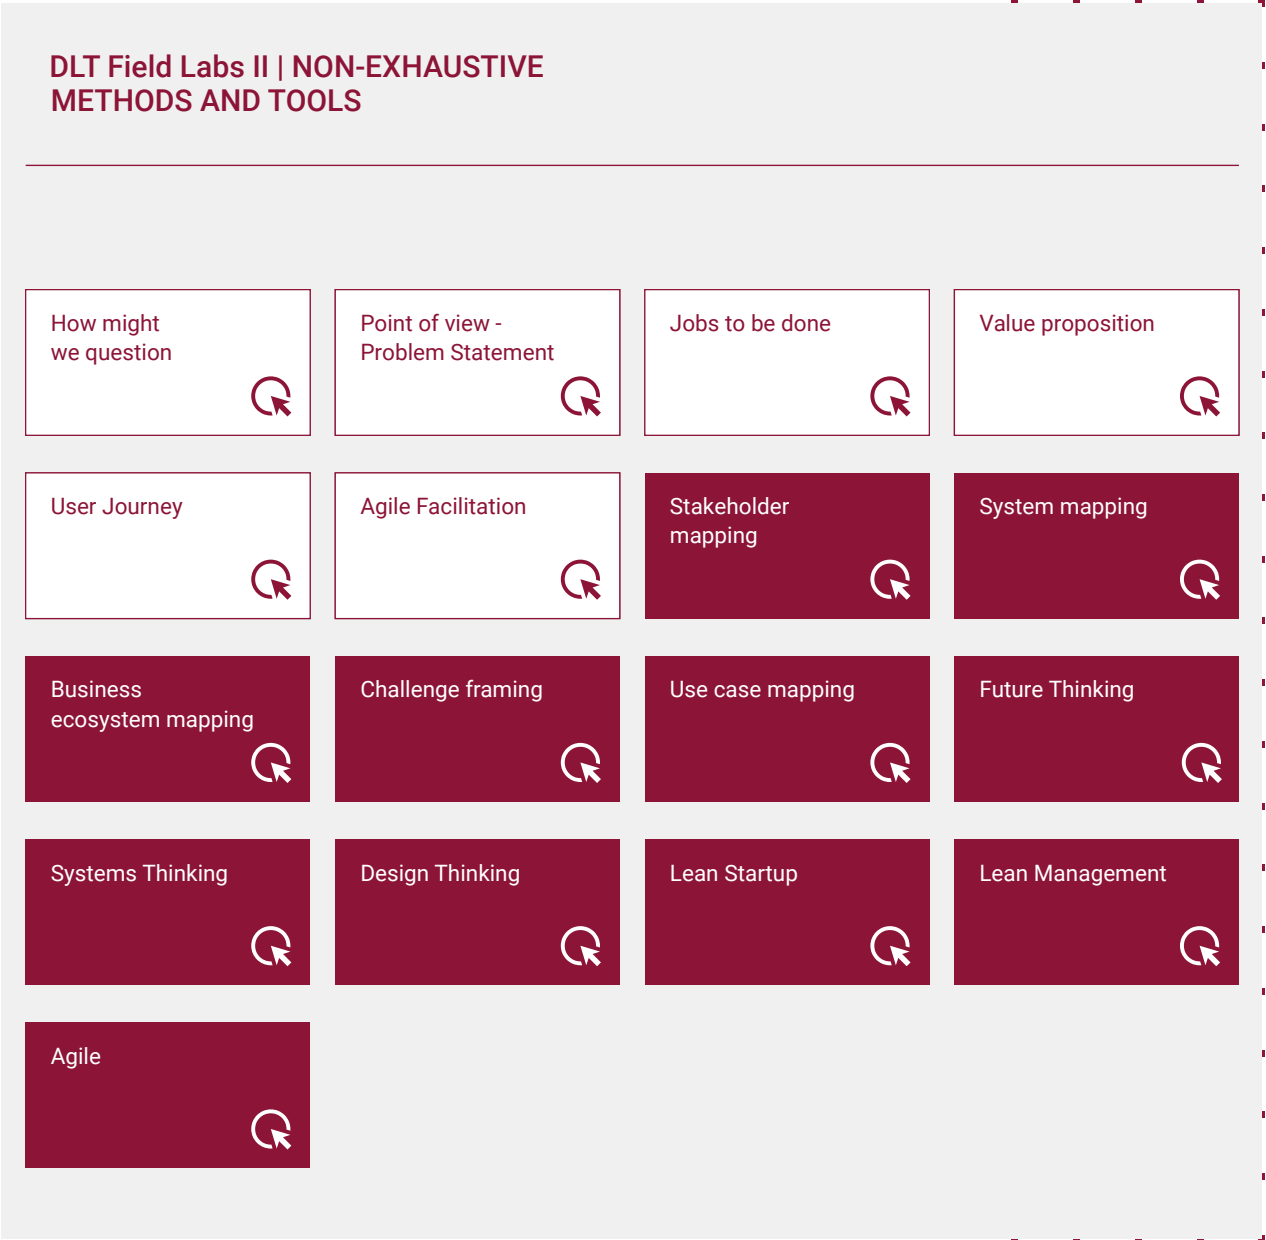 DLT Field Labs II | NON-EXHAUSTIVE
METHODS AND TOOLS
How might
we question
Point of view -
Problem Statement
Jobs to be done
Value proposition
User Journey
Agile Facilitation
Stakeholder
mapping
System mapping
Business
ecosystem mapping
Challenge framing
Use case mapping
Future Thinking
Systems Thinking
Design Thinking
Lean Startup
Lean Management
Agile